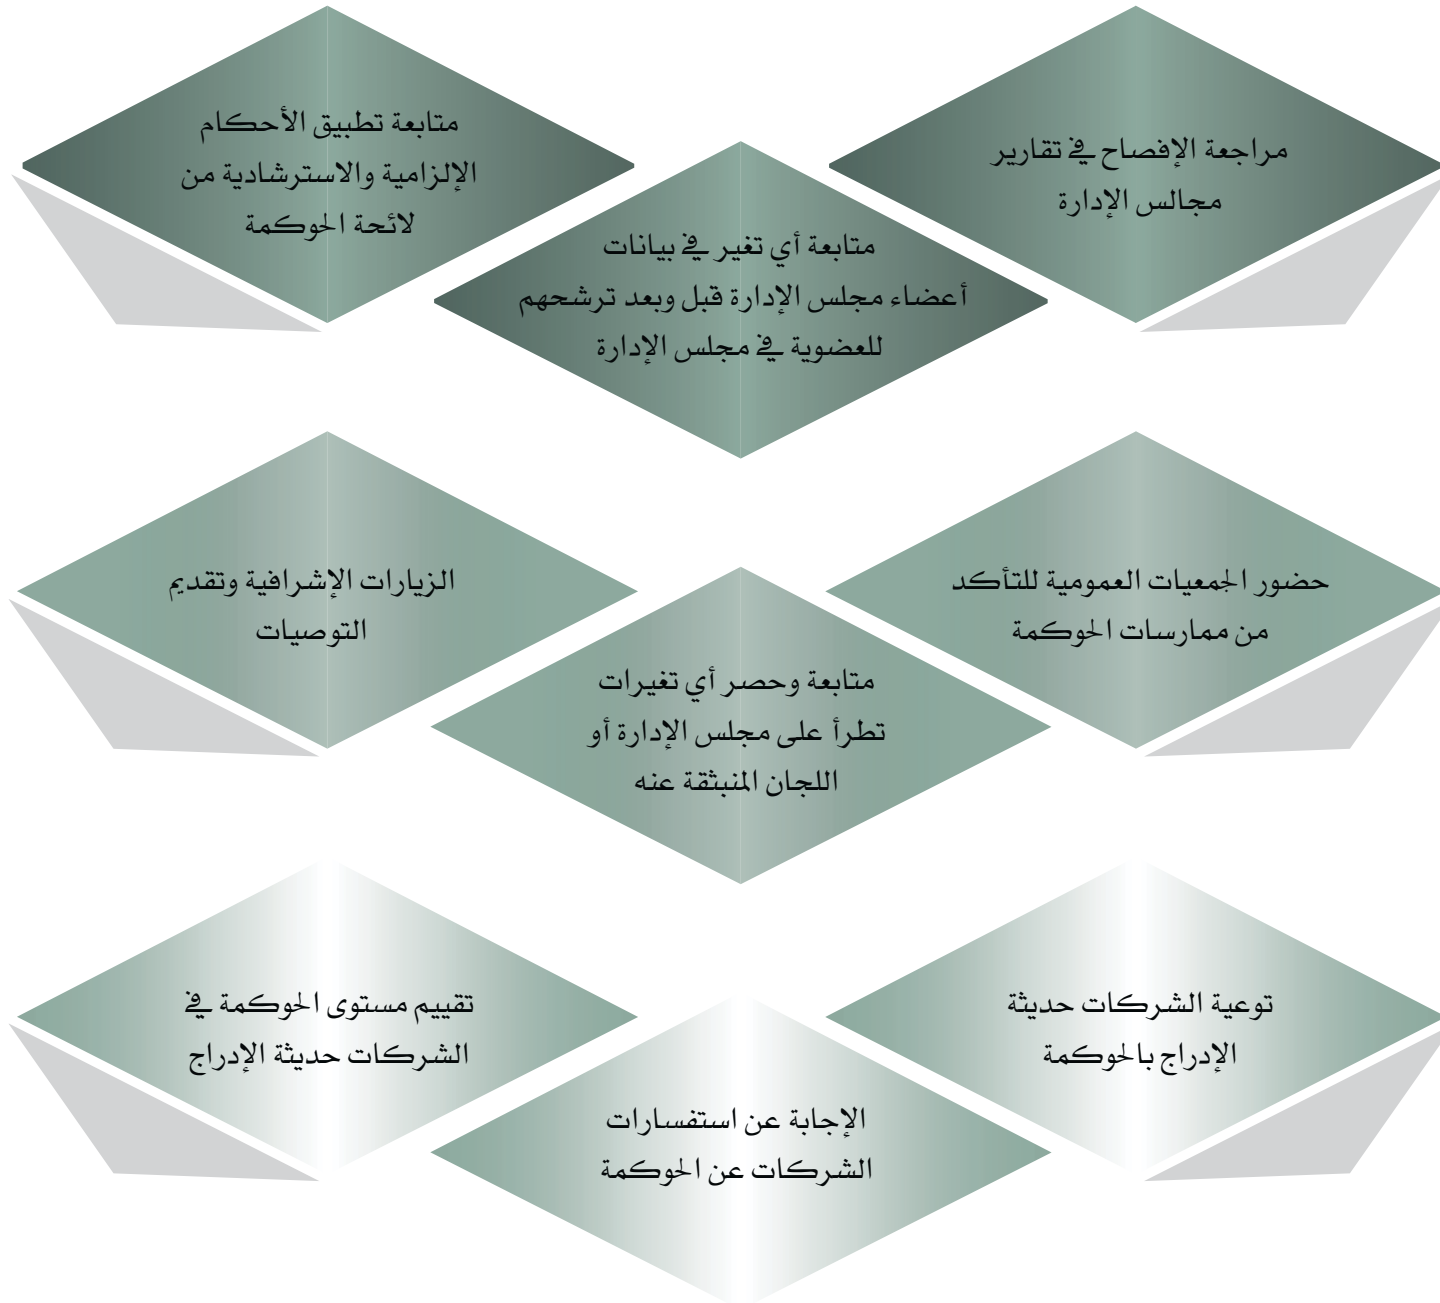 مراجعة الإفصاح في تقارير
مجالس الإدارة
متابعة أي تغير في بيانات
أعضاء مجلس الإدارة قبل وبعد ترشحهم
للعضوية في مجلس الإدارة
متابعة تطبيق الأحكام
الإلزامية والاسترشادية من
لائحة الحوكمة
حضور الجمعيات العمومية للتأكد
من ممارسات الحوكمة
متابعة وحصر أي تغيرات
تطرأ على مجلس الإدارة أو
اللجان المنبثقة عنه
الزيارات الإشرافية وتقديم
التوصيات
توعية الشركات حديثة
الإدراج بالحوكمة
الإجابة عن استفسارات
الشركات عن الحوكمة
تقييم مستوى الحوكمة في
الشركات حديثة الإدراج